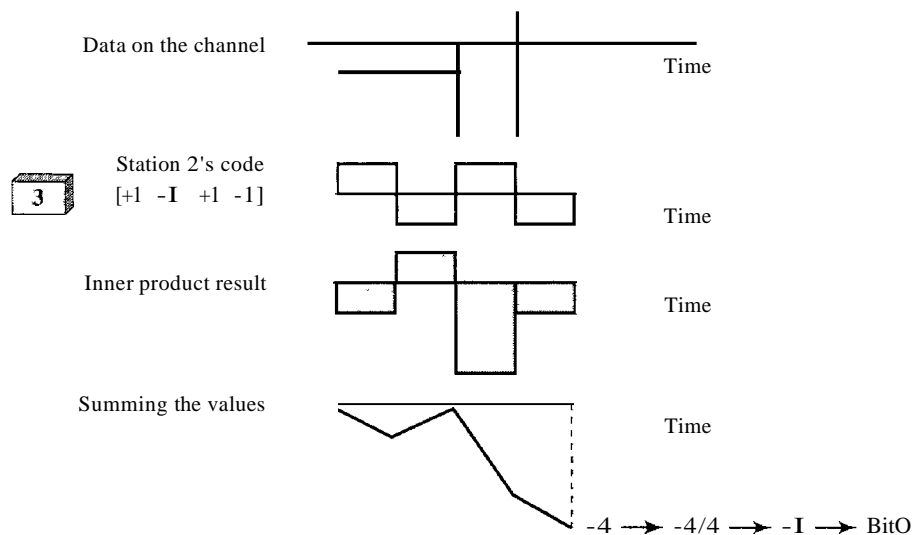 Data on the channel
Time
Station 2's code
3
[+1 -I +1 -1]
Time
Inner product result
Time
Summing the values
Time
-4 → -4/4 → -I → BitO